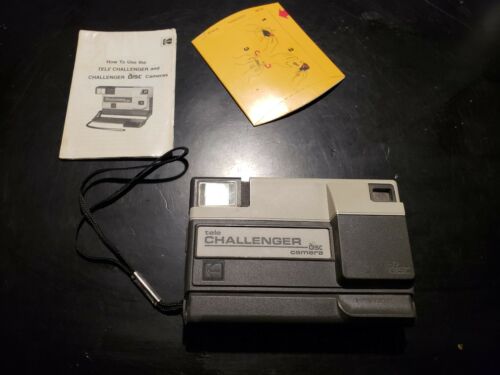 How To Use the
TELE CHALLENGER and
CHALLENGER disc Cameras
tele
CHALLENGER disc
camera